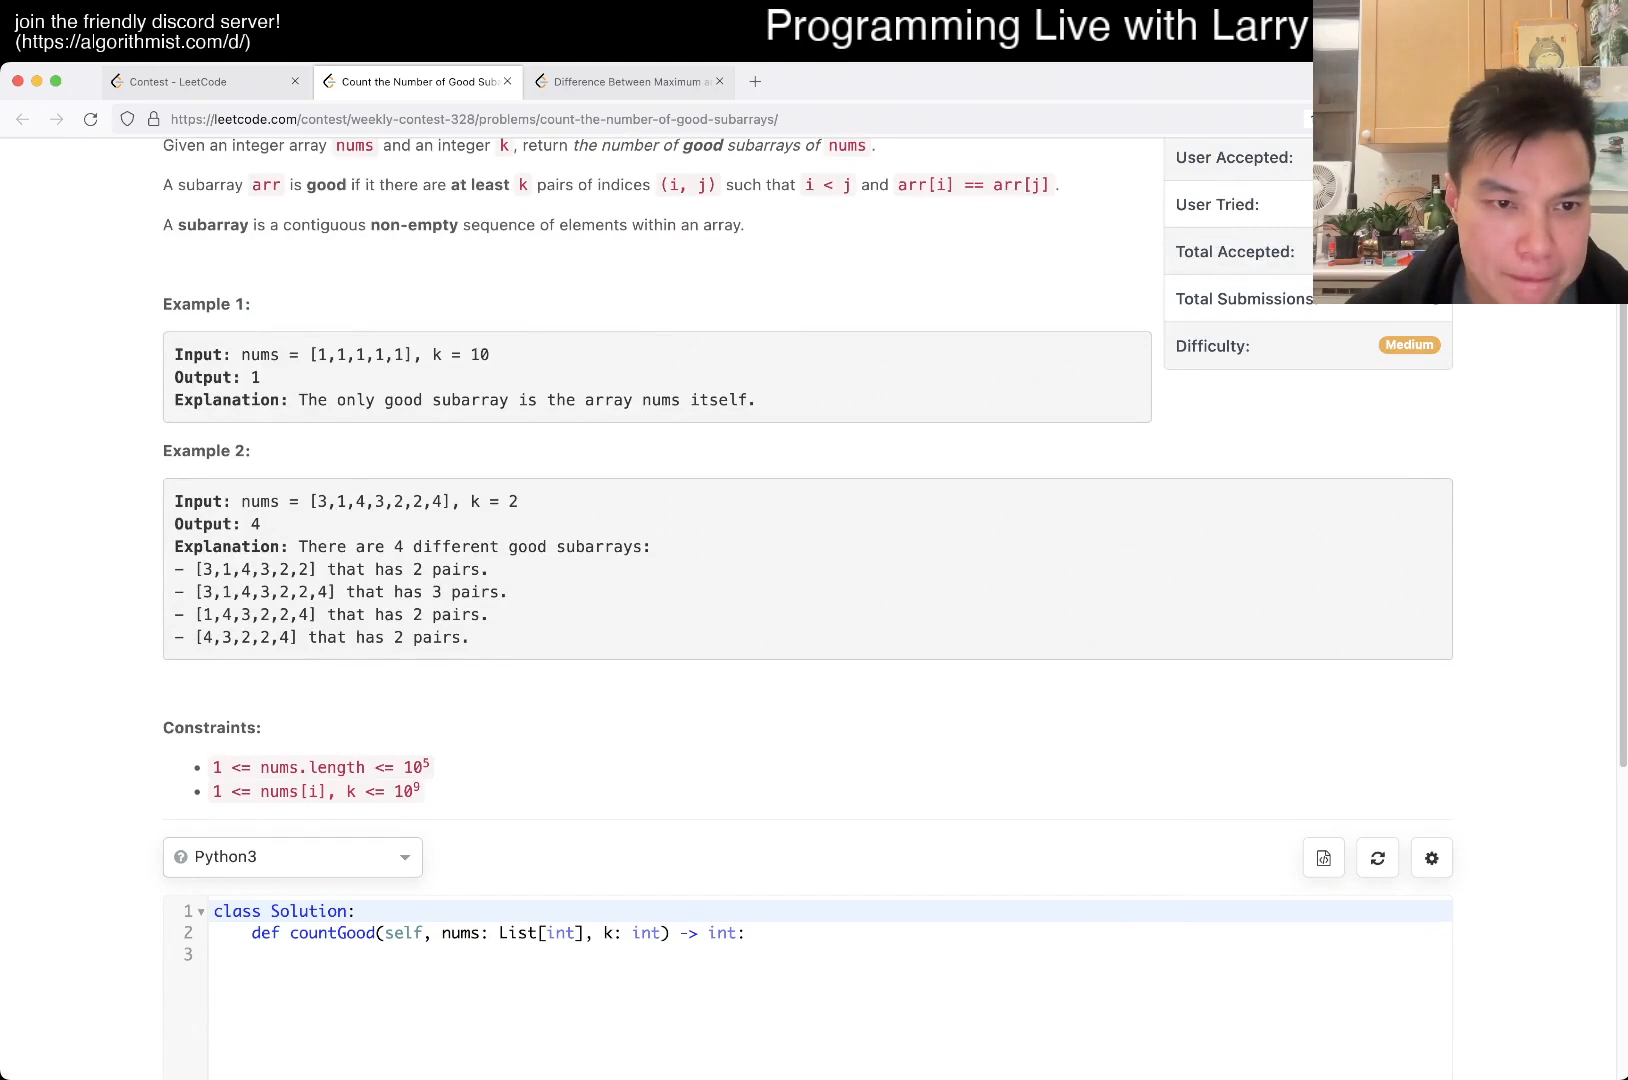 join the friendly discord server!
(https://algorithmist.com/d/)
Programming Live with Larry
Contest - LeetCode
Count the Number of Good Sub
Difference Between Maximum a
https://leetcode.com/contest/weekly-contest-328/problems/count-the-number-of-good-subarrays/
Given an integer array nums and an integer k, return the number of good subarrays of nums.
A subarray arr is good if it there are at least k pairs of indices (i, j) such that i < j and arr[i] == arr[j].
A subarray is a contiguous non-empty sequence of elements within an array.
User Accepted:
User Tried:
Total Accepted:
Total Submissions
Difficulty:
Medium
Example 1:
Input: nums = [1,1,1,1,1], k = 10
Output: 1
Explanation: The only good subarray is the array nums itself.
Example 2:
Input: nums = [3,1,4,3,2,2,4], k = 2
Output: 4
Explanation: There are 4 different good subarrays:
- [3,1,4,3,2,2] that has 2 pairs.
- [3,1,4,3,2,2,4] that has 3 pairs.
- [1,4,3,2,2,4] that has 2 pairs.
- [4,3,2,2,4] that has 2 pairs.
Constraints:
• 1 <= nums.length <= 10⁵
• 1 <= nums[i], k <= 10⁹
Python3
1 class Solution:
2 def countGood(self, nums: List[int], k: int) -> int:
3